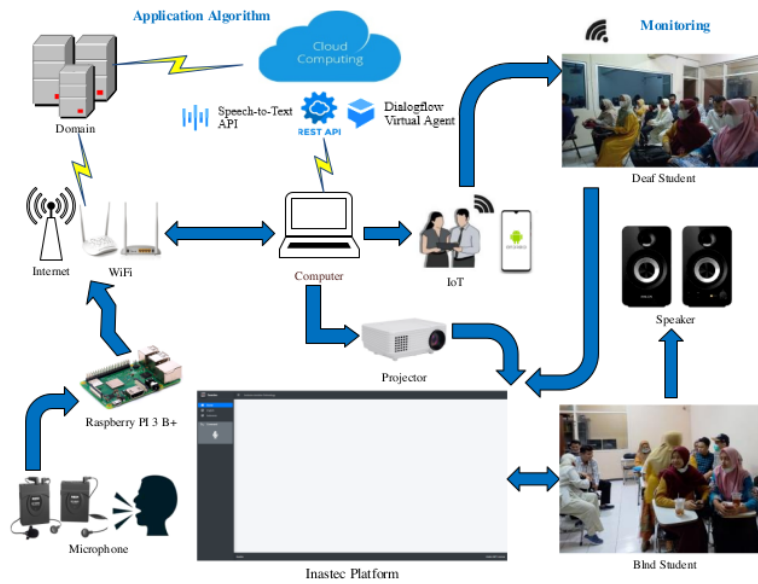 Application Algorithm
Monitoring
Cloud
Computing
Speech-to-Text
API
REST API
Dialogflow
Virtual Agent
Domain
Deaf Student
Internet
WiFi
Computer
IoT
Speaker
Projector
Raspberry PI 3 B+
Microphone
Inastec Platform
Blnd Student